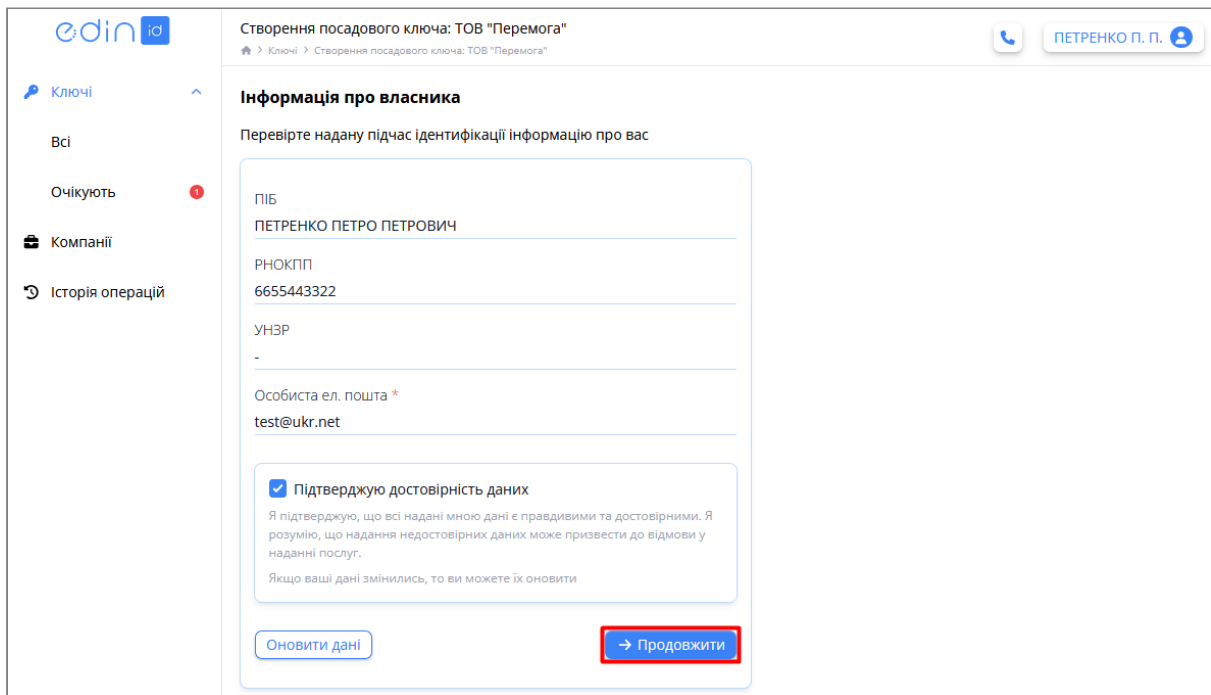 edin id
Створення посадового ключа: ТОВ "Перемога"
Ключі > Створення посадового ключа: ТОВ "Перемога"
ПЕТРЕНКО П. П.
Ключі
Всі
Очікують 1
Компанії
Історія операцій
Інформація про власника
Перевірте надану підчас ідентифікації інформацію про вас
ПІБ
ПЕТРЕНКО ПЕТРО ПЕТРОВИЧ
РНОКПП
6655443322
УНЗР
-
Особиста ел. пошта *
test@ukr.net
Підтверджую достовірність даних
Я підтверджую, що всі надані мною дані є правдивими та достовірними. Я
розумію, що надання недостовірних даних може призвести до відмови у
наданні послуг.
Якщо ваші дані змінились, то ви можете їх оновити
Оновити дані
→ Продовжити